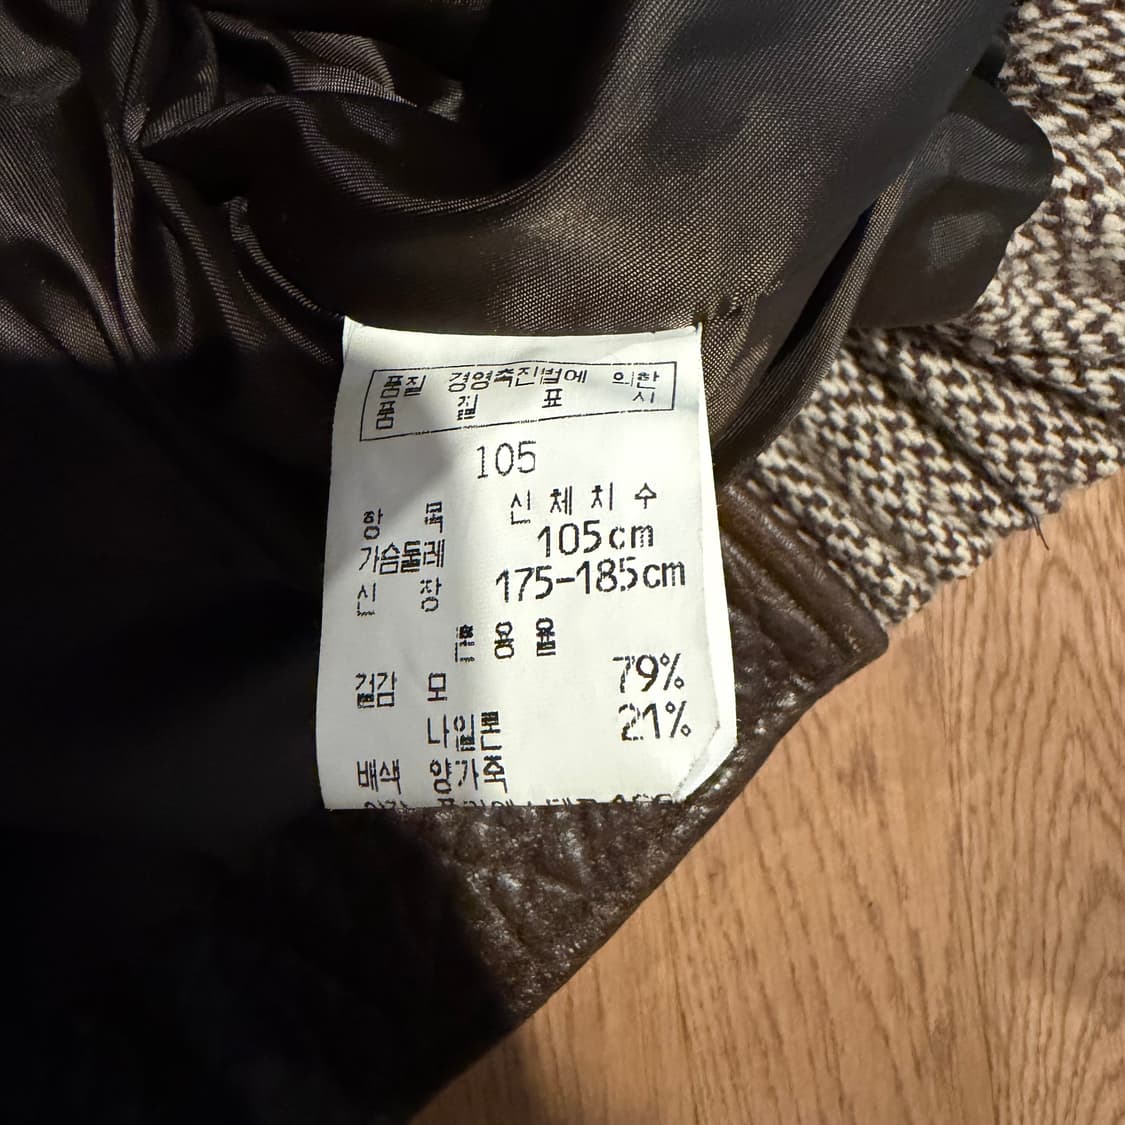 품질 경영촉진법에 의한
품 질 표 시
105
항 목 신 체 치 수
가슴둘레 105cm
신 장 175-185cm
혼 용 율
겉감 모 79%
나일론 21%
배색 양가죽